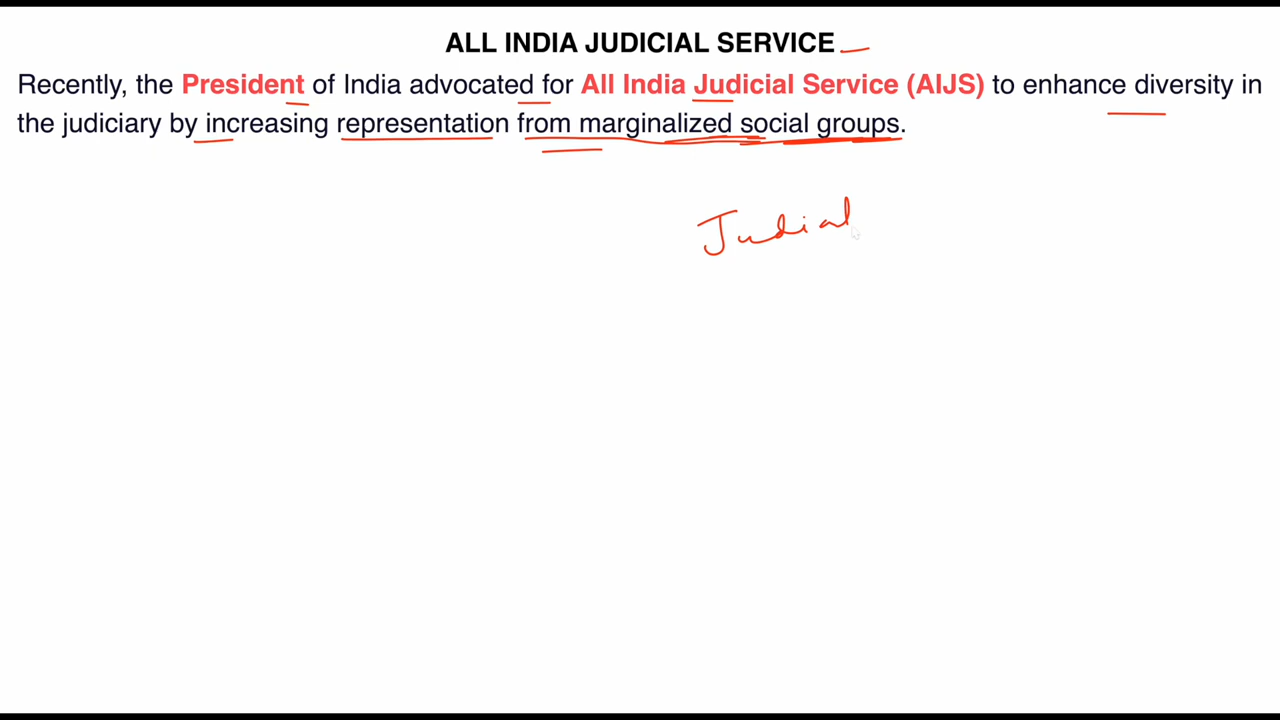 ALL INDIA JUDICIAL SERVICE
Recently, the President of India advocated for All India Judicial Service (AIJS) to enhance diversity in
the judiciary by increasing representation from marginalized social groups.
Judial